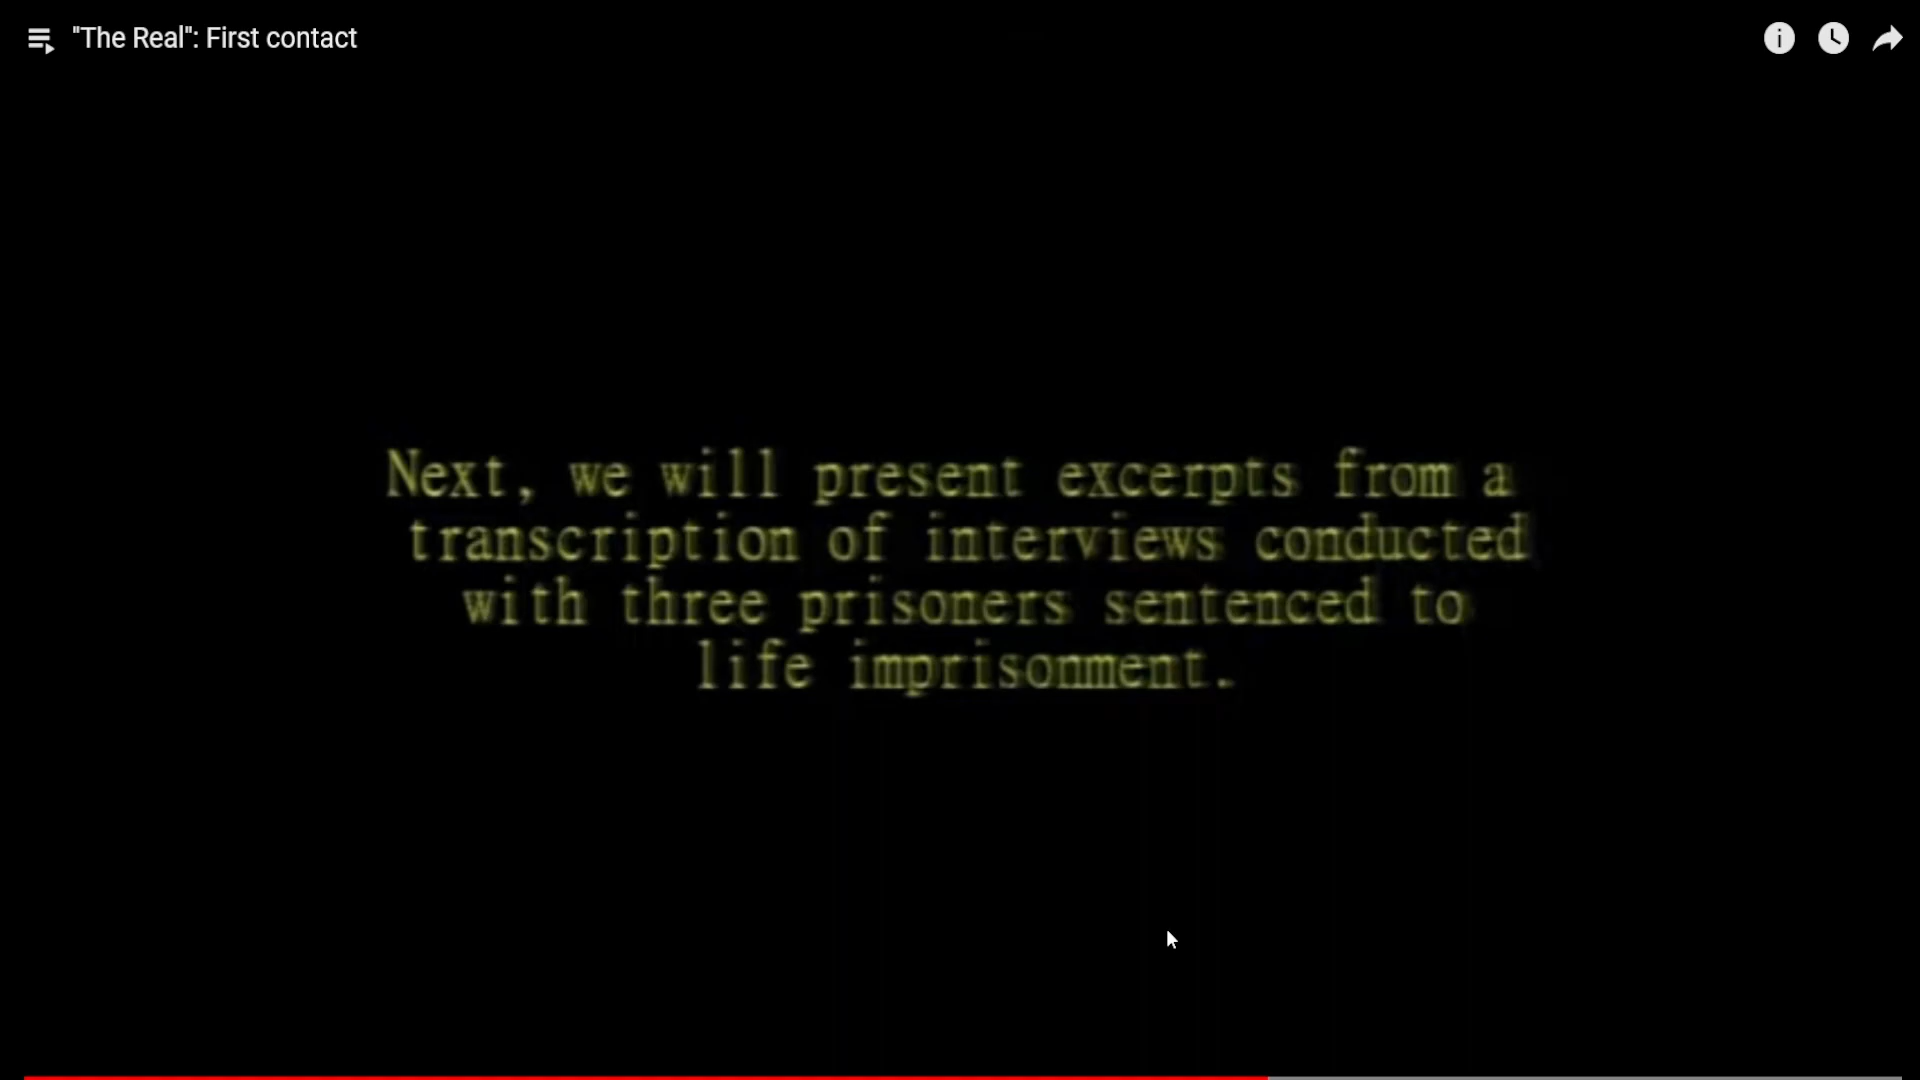 "The Real": First contact
Next, we will present excerpts from a
transcription of interviews conducted
with three prisoners sentenced to
life imprisonment.